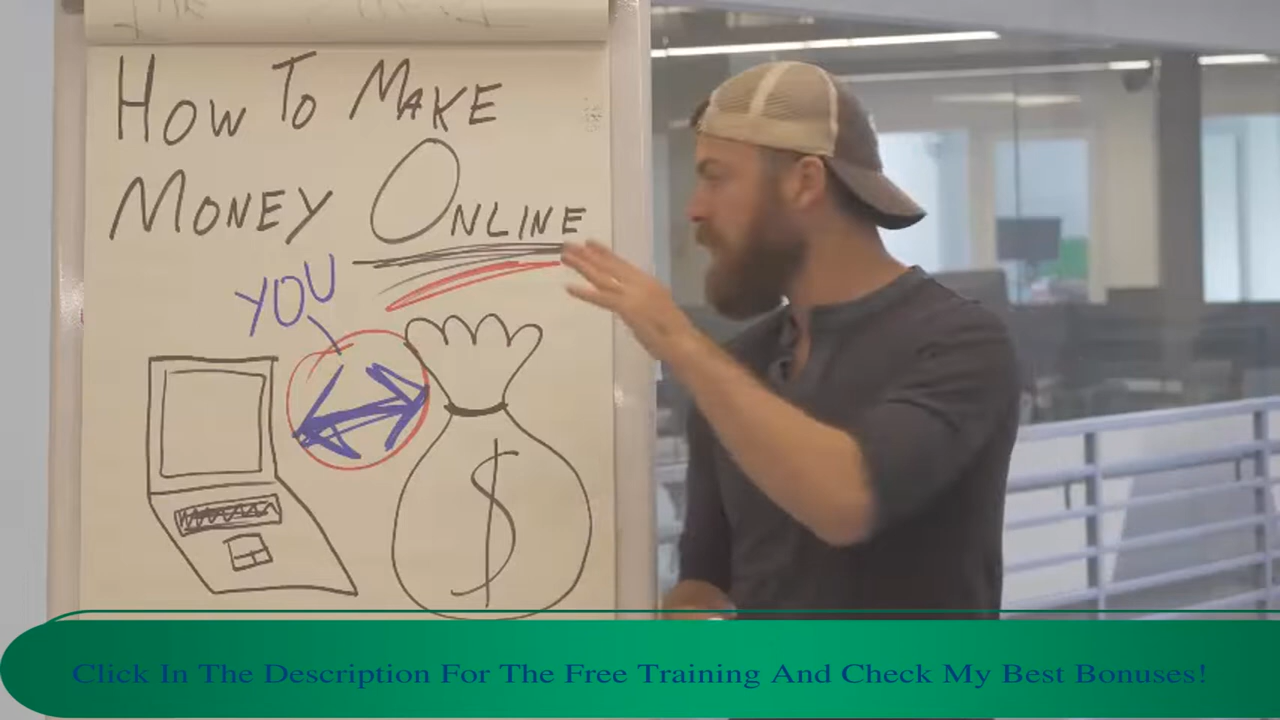 HOW TO MAKE
MONEY ONLINE
YOU
$
Click In The Description For The Free Training And Check My Best Bonuses!